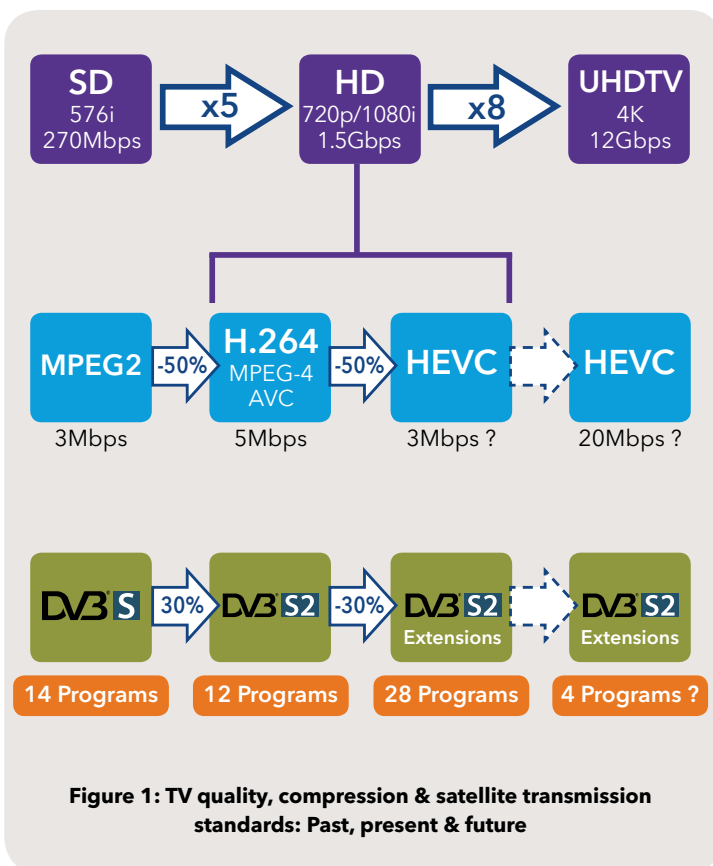 SD
576i
270Mbps
x5
HD
720p/1080i
1.5Gbps
x8
UHDTV
4K
12Gbps
MPEG2
-50%
H.264
MPEG-4
AVC
-50%
HEVC
HEVC
3Mbps
5Mbps
3Mbps ?
20Mbps ?
DVB® S
30%
DVB® S2
-30%
DVB® S2
Extensions
DVB® S2
Extensions
14 Programs
12 Programs
28 Programs
4 Programs ?
Figure 1: TV quality, compression & satellite transmission
standards: Past, present & future